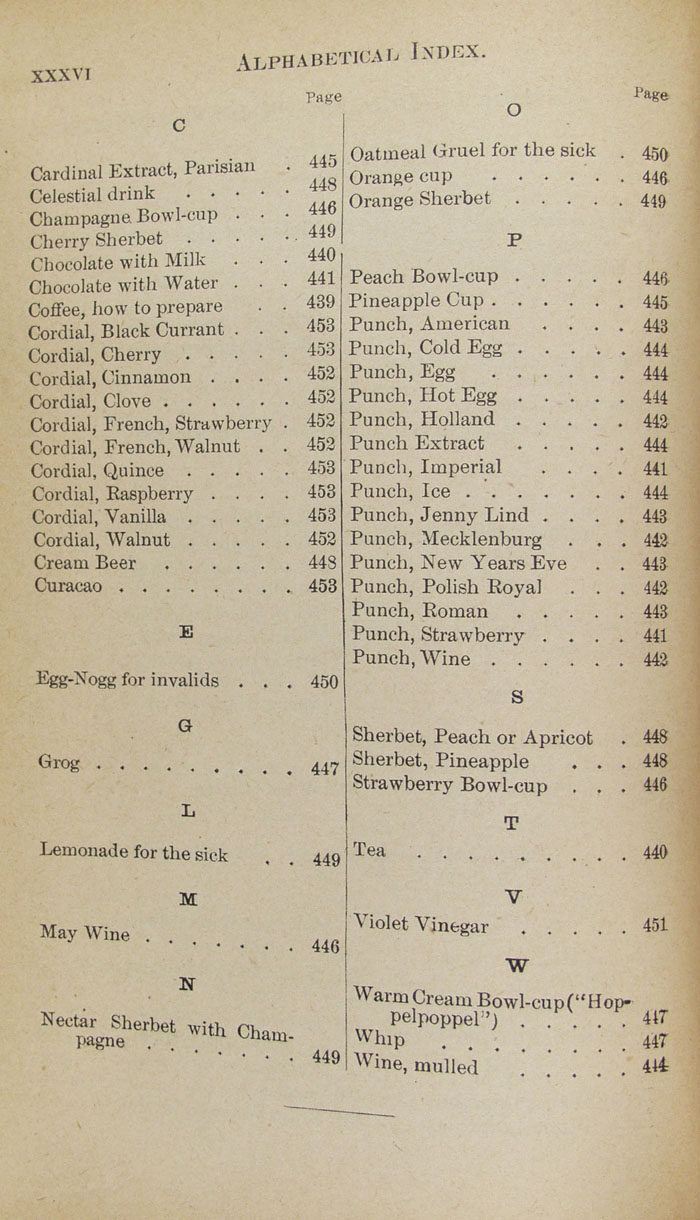 XXXVI
ALPHABETICAL INDEX.
Page
C
Cardinal Extract, Parisian . 445
Celestial drink . . . . . 448
Champagne Bowl-cup . . . 446
Cherry Sherbet . . . . . 449
Chocolate with Milk . . . 440
Chocolate with Water . . . 441
Coffee, how to prepare . . 439
Cordial, Black Currant . . . 453
Cordial, Cherry . . . . . 453
Cordial, Cinnamon . . . . 452
Cordial, Clove . . . . . . 452
Cordial, French, Strawberry . 452
Cordial, French, Walnut . . 452
Cordial, Quince . . . . . 453
Cordial, Raspberry . . . . 453
Cordial, Vanilla . . . . . 453
Cordial, Walnut . . . . . 452
Cream Beer . . . . . . 448
Curacao . . . . . . . . 453
E
Egg-Nogg for invalids . . . 450
G
Grog . . . . . . . . . 447
L
Lemonade for the sick . . 449
M
May Wine . . . . . . . 446
N
Nectar Sherbet with Cham-
pagne . . . . . . . 449
Page
O
Oatmeal Gruel for the sick . 450
Orange cup . . . . . . 446
Orange Sherbet . . . . . 449
P
Peach Bowl-cup . . . . . 446
Pineapple Cup . . . . . . 445
Punch, American . . . . 443
Punch, Cold Egg . . . . . 444
Punch, Egg . . . . . . 444
Punch, Hot Egg . . . . . 444
Punch, Holland . . . . . 442
Punch Extract . . . . 444
Punch, Imperial . . . . 441
Punch, Ice . . . . . . . 444
Punch, Jenny Lind . . . . 443
Punch, Mecklenburg . . . 442
Punch, New Years Eve . . 443
Punch, Polish Royal . . . 442
Punch, Roman . . . . . 443
Punch, Strawberry . . . . 441
Punch, Wine . . . . . . 442
S
Sherbet, Peach or Apricot . 448
Sherbet, Pineapple . . . 448
Strawberry Bowl-cup . . . 446
T
Tea . . . . . . . . . 440
V
Violet Vinegar . . . . . 451
W
Warm Cream Bowl-cup ("Hop-
pelpoppel") . . . . . 447
Whip . . . . . . . . 447
Wine, mulled . . . . . 444